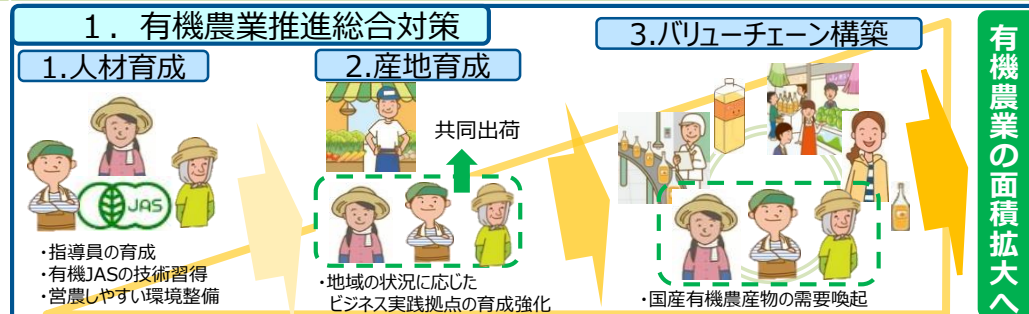 １．有機農業推進総合対策
1.人材育成
JAS
・指導員の育成
・有機JASの技術習得
・営農しやすい環境整備
2.産地育成
共同出荷
・地域の状況に応じた
ビジネス実践拠点の育成強化
3.バリューチェーン構築
・国産有機農産物の需要喚起
有機農業の面積拡大へ